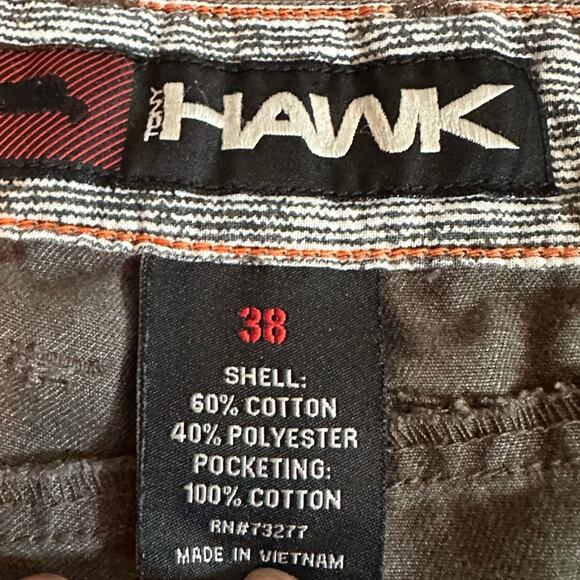 TONY HAWK
38
SHELL:
60% COTTON
40% POLYESTER
POCKETING:
100% COTTON
RN#73277
MADE IN VIETNAM